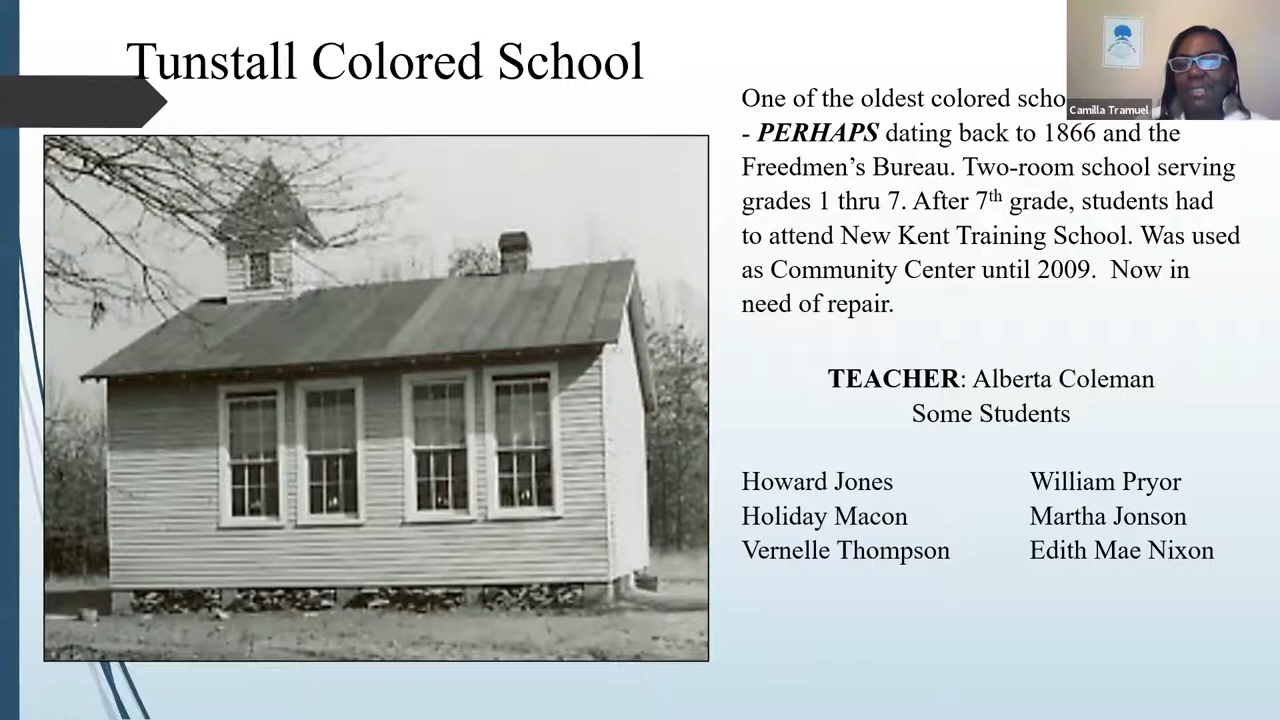 Tunstall Colored School
One of the oldest colored
- PERHAPS dating back to 1866 and the
Freedmen’s Bureau. Two-room school serving
grades 1 thru 7. After 7th grade, students had
to attend New Kent Training School. Was used
as Community Center until 2009. Now in
need of repair.
TEACHER: Alberta Coleman
Some Students
Howard Jones
William Pryor
Holiday Macon
Martha Jonson
Vernelle Thompson
Edith Mae Nixon
Camilla Tramuel